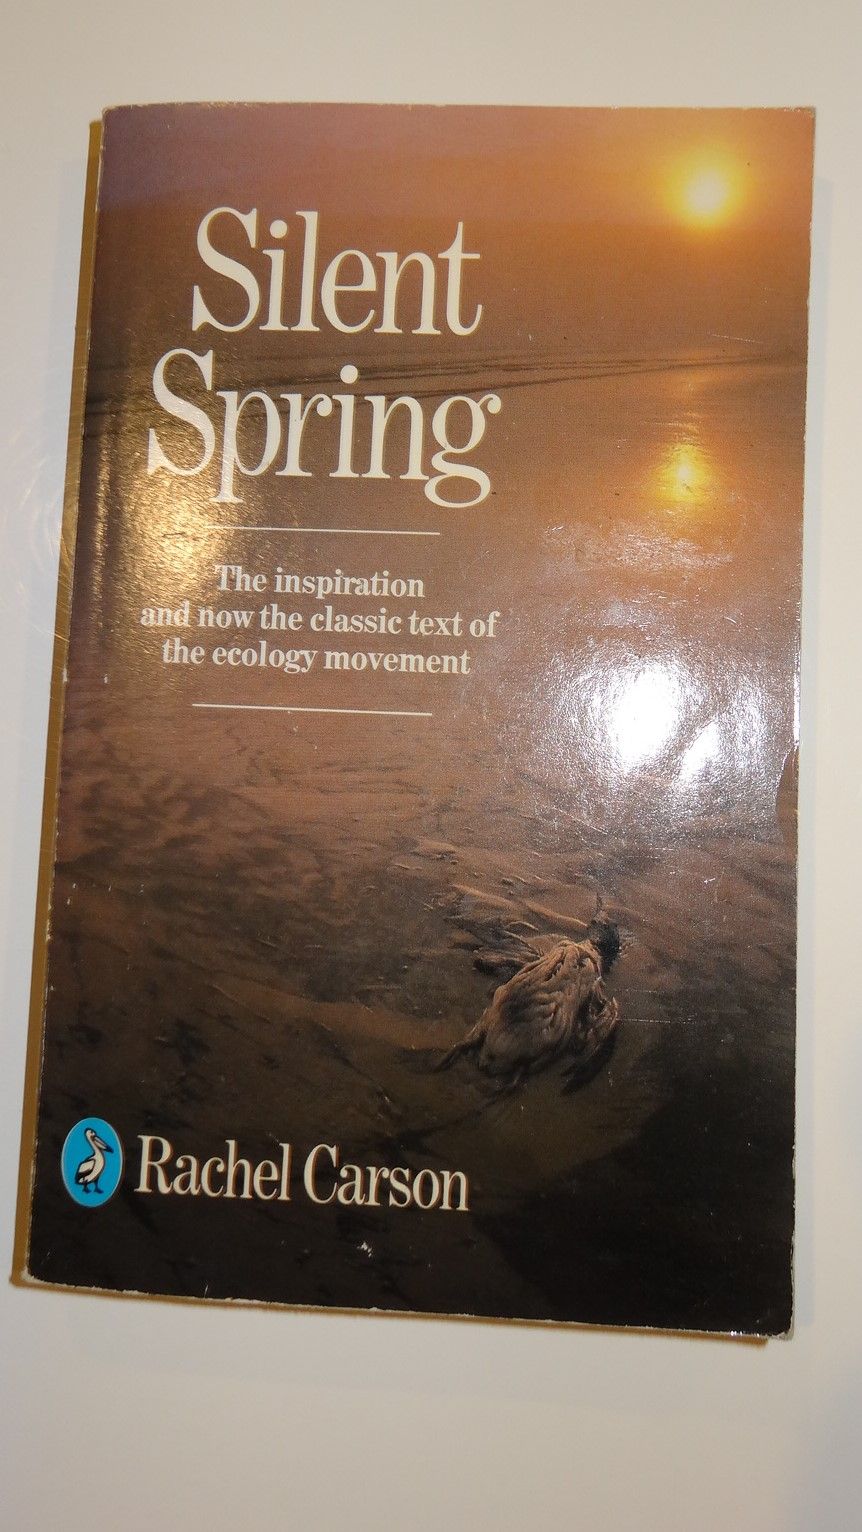 Silent
Spring
The inspiration
and now the classic text of
the ecology movement
Rachel Carson